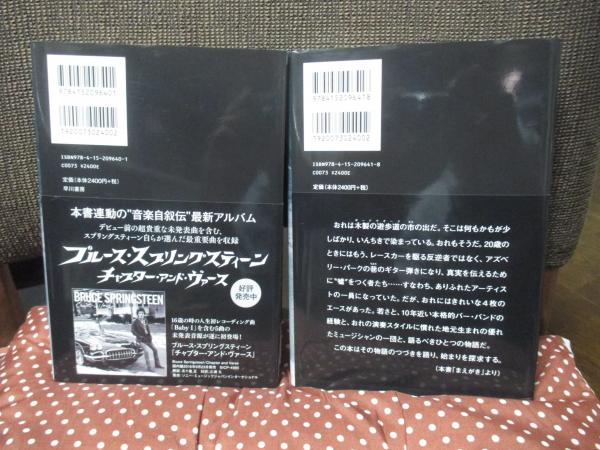 9784152096401
1920073024002
ISBN978-4-15-209640-1
C0073 ¥2400E
定価(本体2400円+税)
早川書房
本書連動の"音楽自叙伝"最新アルバム
デビュー前の超貴重な未発表曲を含む、
スプリングスティーン自らが選んだ最重要曲を収録
ブルース・スプリングスティーン
チャプター・アンド・ヴァース
好評
発売中
BRUCE SPRINGSTEEN
16歳の時の人生初レコーディング曲
「Baby I」を含む5曲の
未発表音源が遂に初登場!
ブルース・スプリングスティーン
『チャプター・アンド・ヴァース』
Bruce Springsteen/Chapter and Verse
9784152096418
1920073024002
ISBN978-4-15-209641-8
C0073 ¥2400E
定価(本体2400円+税)
おれは木製の遊歩道の市の出だ。そこは何もかもが少
しばかり、いんちきで染まっている。おれもそうだ。20歳の
ときにはもう、レースカーを駆る反逆者ではなく、アズベ
リー・パークの巷のギター弾きになり、真実を伝えるため
に"嘘"をつく者たち……すなわち、ありふれたアーティス
トの一員になっていた。だが、おれにはきれいな4枚の
エースがあった。若さと、10年近い本格的バー・バンドの
経験と、おれの演奏スタイルに慣れた地元生まれの優れ
たミュージシャンの一団と、語るべきひとつの物語だ。
この本はその物語のつづきを語り、始まりを探求する。
(本書「まえがき」より)